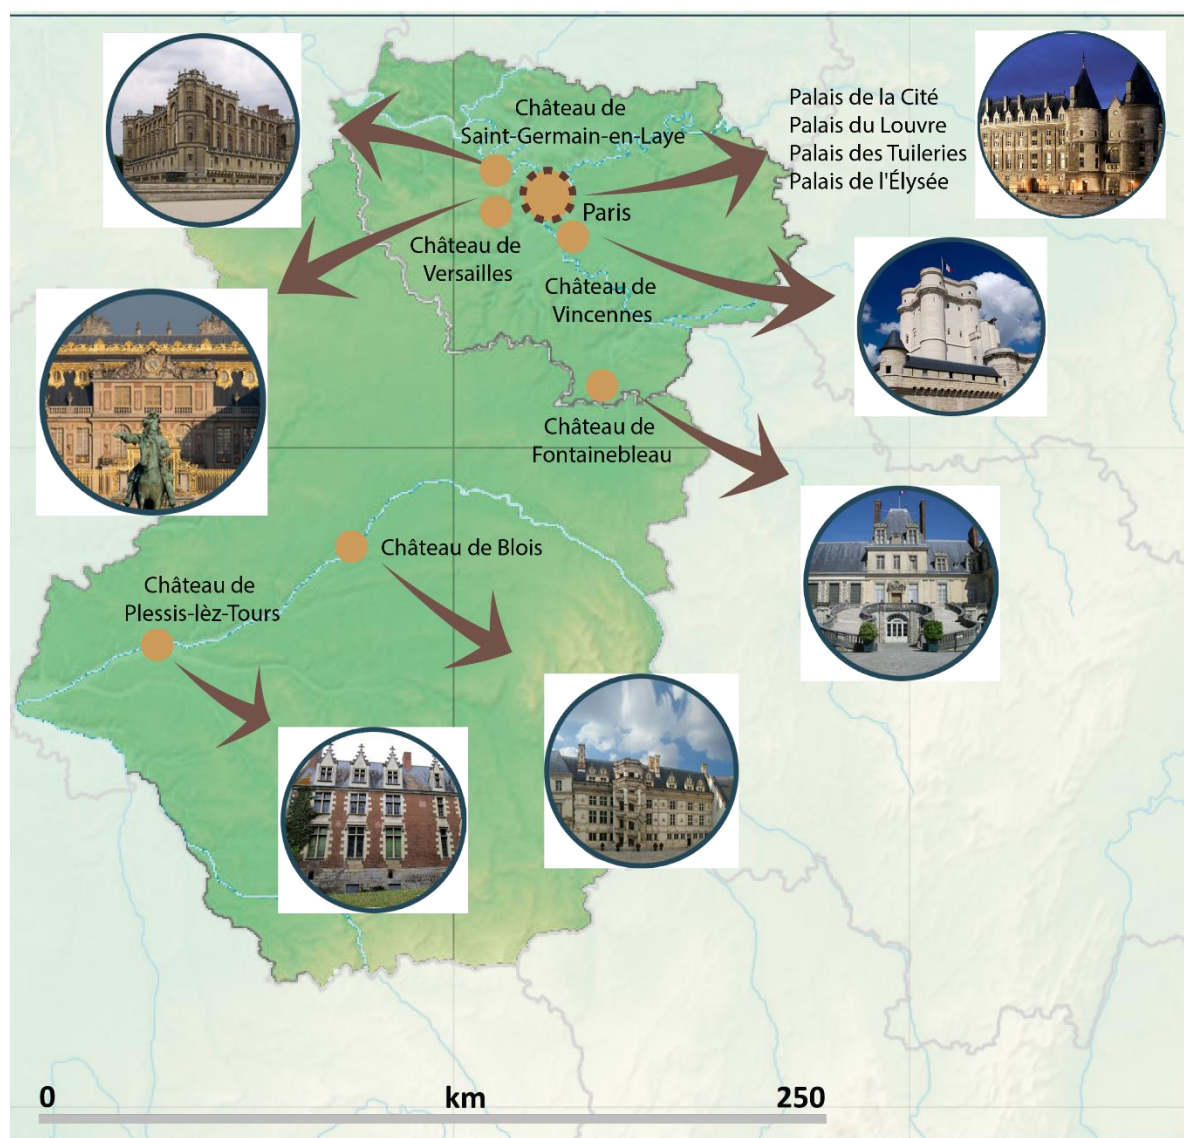 Château de
Saint-Germain-en-Laye
Palais de la Cité
Palais du Louvre
Palais des Tuileries
Palais de l'Élysée
Paris
Château de
Versailles
Château de
Vincennes
Château de
Fontainebleau
Château de Blois
Château de
Plessis-lèz-Tours
0 km 250